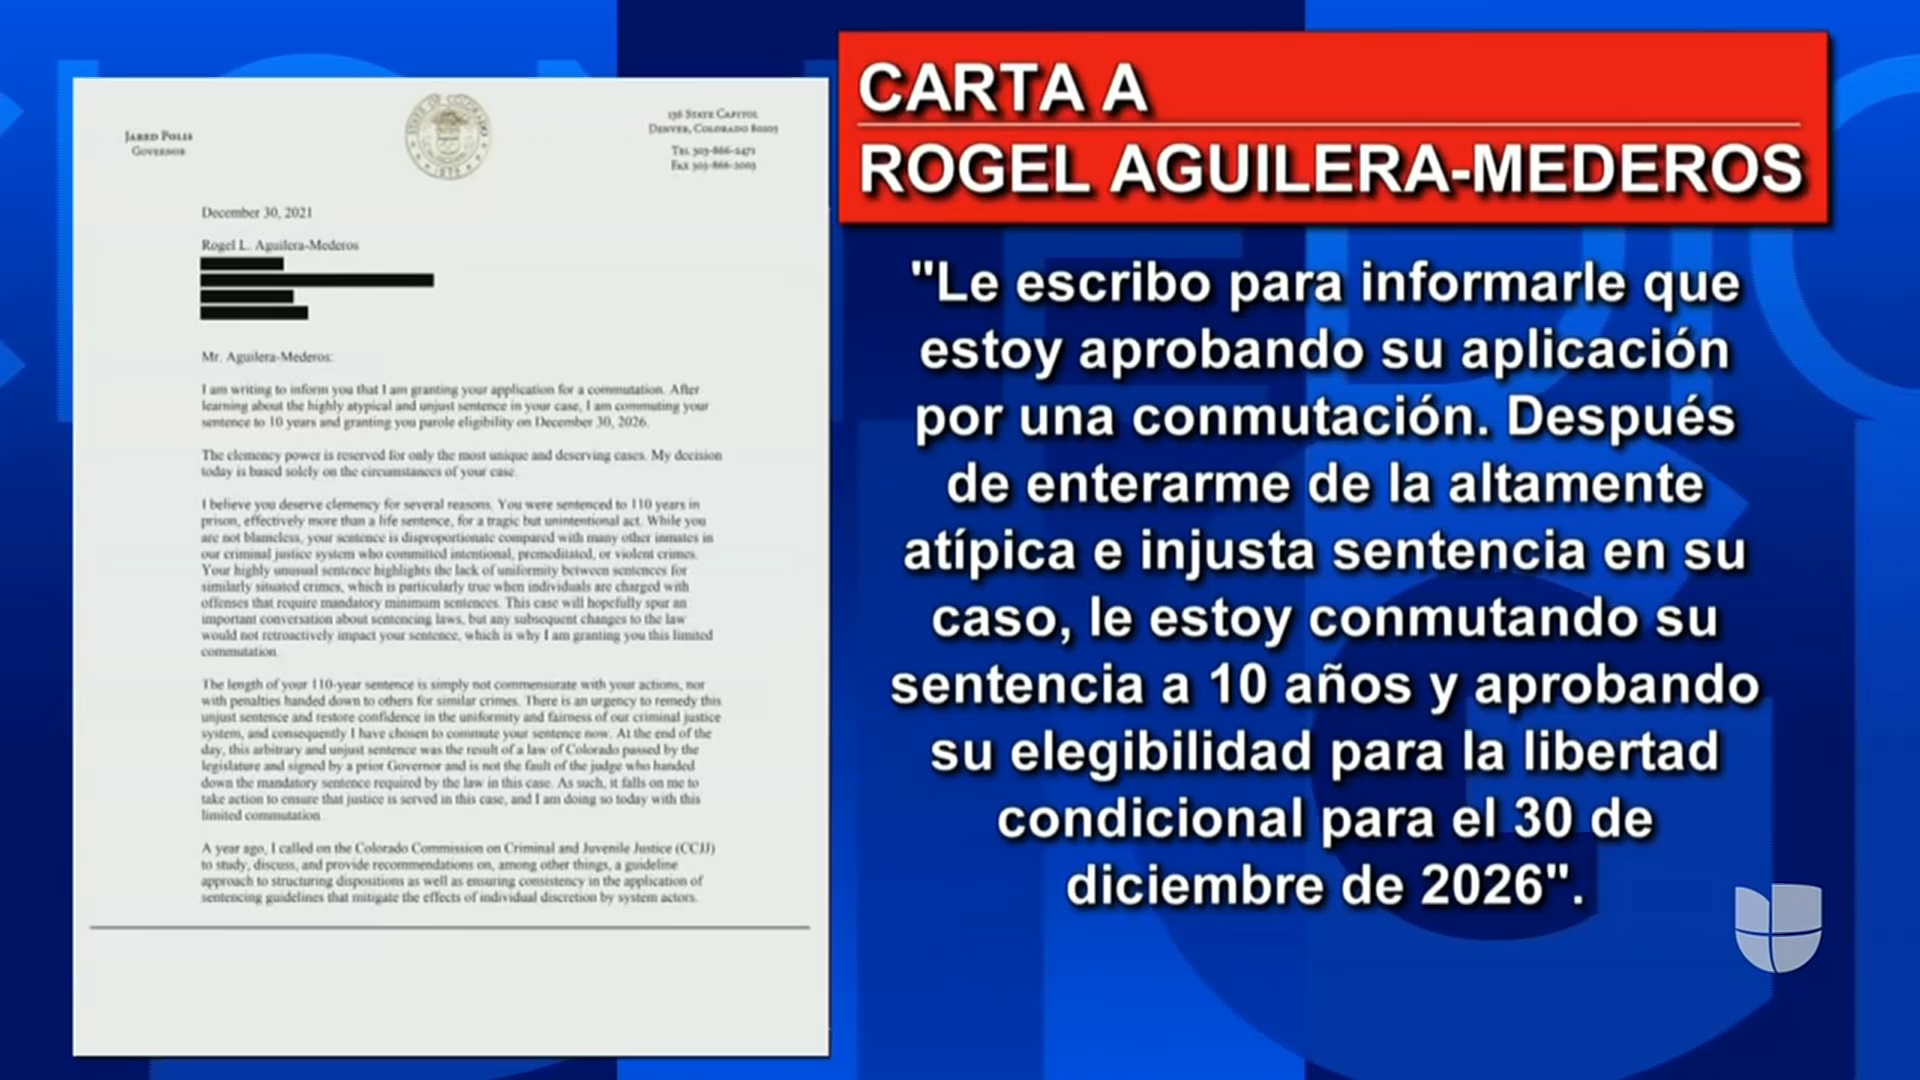 JARED POLIS
GOVERNOR
STATE OF COLORADO
1876
136 STATE CAPITOL
DENVER, COLORADO 80203
TEL 303-866-2471
FAX 303-866-2003
December 30, 2021
Rogel L. Aguilera-Mederos
Mr. Aguilera-Mederos:
I am writing to inform you that I am granting your application for a commutation. After
learning about the highly atypical and unjust sentence in your case, I am commuting your
sentence to 10 years and granting you parole eligibility on December 30, 2026.
The clemency power is reserved for only the most unique and deserving cases. My decision
today is based solely on the circumstances of your case.
I believe you deserve clemency for several reasons. You were sentenced to 110 years in
prison, effectively more than a life sentence, for a tragic but unintentional act. While you
are not blameless, your sentence is disproportionate compared with many other inmates in
our criminal justice system who committed intentional, premeditated, or violent crimes.
Your highly unusual sentence highlights the lack of uniformity between sentences for
similarly situated crimes, which is particularly true when individuals are charged with
offenses that require mandatory minimum sentences. This case will hopefully spur an
important conversation about sentencing laws, but any subsequent changes to the law
would not retroactively impact your sentence, which is why I am granting you this limited
commutation.
The length of your 110-year sentence is simply not commensurate with your actions, nor
with penalties handed down to others for similar crimes. There is an urgency to remedy this
unjust sentence and restore confidence in the uniformity and fairness of our criminal justice
system, and consequently I have chosen to commute your sentence now. At the end of the
day, this arbitrary and unjust sentence was the result of a law of Colorado passed by the
legislature and signed by a prior Governor and is not the fault of the judge who handed
down the mandatory sentence required by the law in this case. As such, it falls on me to
take action to ensure that justice is served in this case, and I am doing so today with this
limited commutation.
A year ago, I called on the Colorado Commission on Criminal and Juvenile Justice (CCJJ)
to study, discuss, and provide recommendations on, among other things, a guideline
approach to structuring dispositions as well as ensuring consistency in the application of
sentencing guidelines that mitigate the effects of individual discretion by system actors.
CARTA A
ROGEL AGUILERA-MEDEROS
"Le escribo para informarle que
estoy aprobando su aplicación
por una conmutación. Después
de enterarme de la altamente
atípica e injusta sentencia en su
caso, le estoy conmutando su
sentencia a 10 años y aprobando
su elegibilidad para la libertad
condicional para el 30 de
diciembre de 2026".